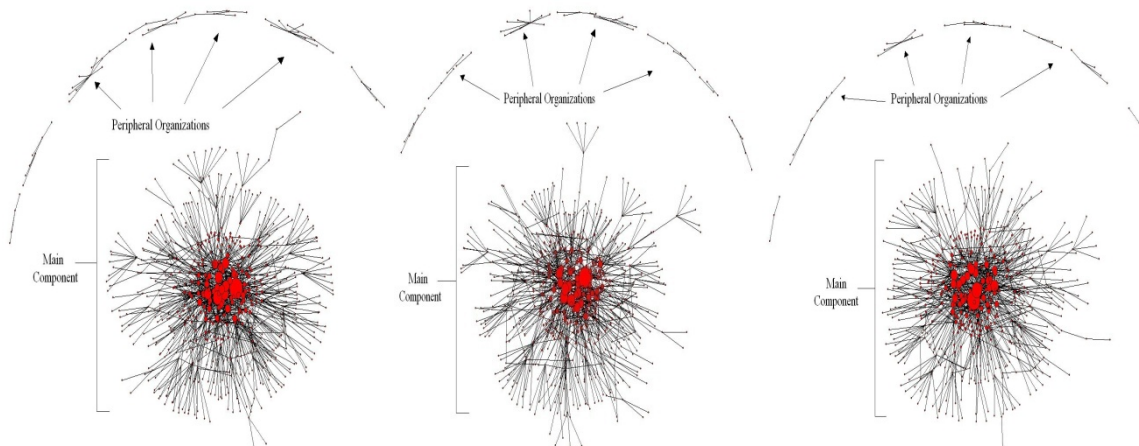 Peripheral Organizations
Main
Component
Peripheral Organizations
Main
Component
Peripheral Organizations
Main
Component